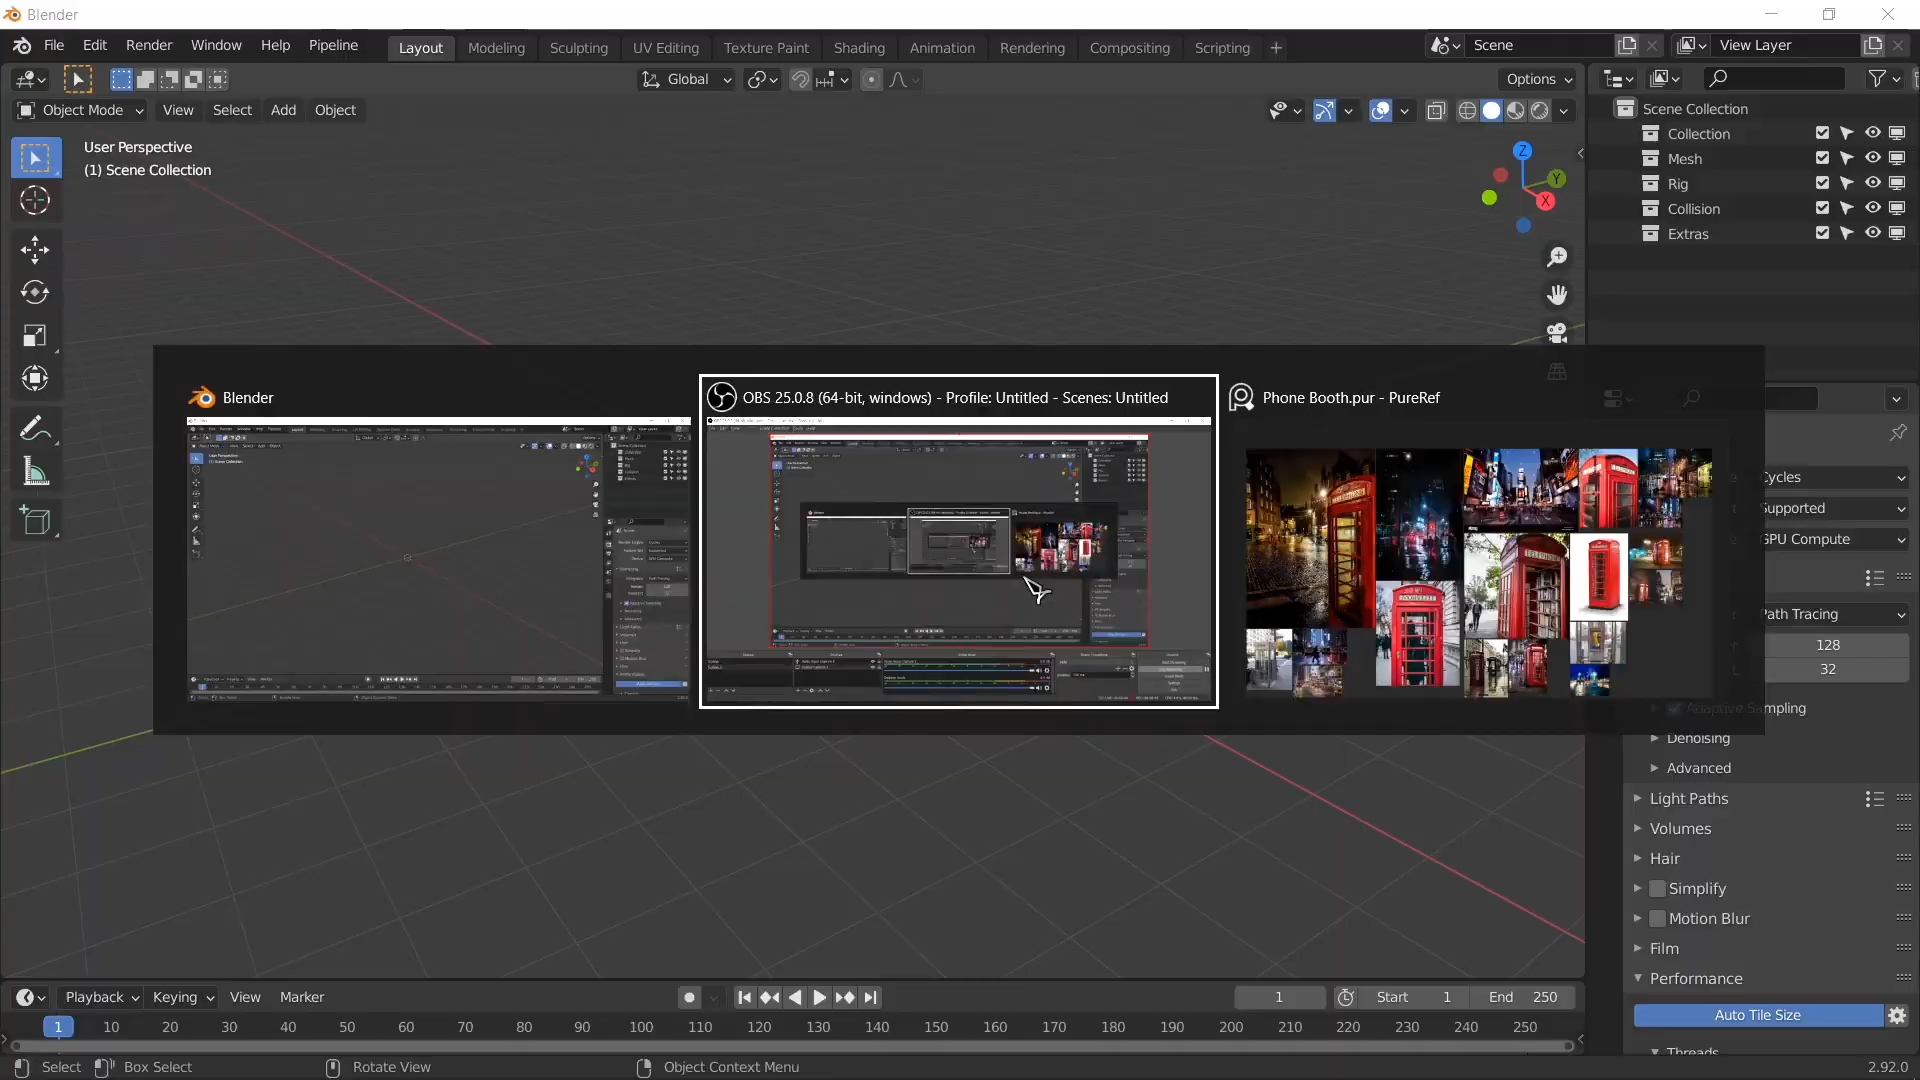 Blender
File Edit Render Window Help Pipeline Layout Modeling Sculpting UV Editing Texture Paint Shading Animation Rendering Compositing Scripting + Scene View Layer
Global Options
Object Mode View Select Add Object
User Perspective
(1) Scene Collection
Z
Y
X
Scene Collection
Collection
Mesh
Rig
Collision
Extras
Blender
OBS 25.0.8 (64-bit, windows) - Profile: Untitled - Scenes: Untitled
Phone Booth.pur - PureRef
Cycles
Supported
GPU Compute
Path Tracing
128
32
Adaptive Sampling
Denoising
Advanced
Light Paths
Volumes
Hair
Simplify
Motion Blur
Film
Performance
Auto Tile Size
Threads
Playback Keying View Marker 1 Start 1 End 250
1 10 20 30 40 50 60 70 80 90 100 110 120 130 140 150 160 170 180 190 200 210 220 230 240 250
Select Box Select Rotate View Object Context Menu 2.92.0